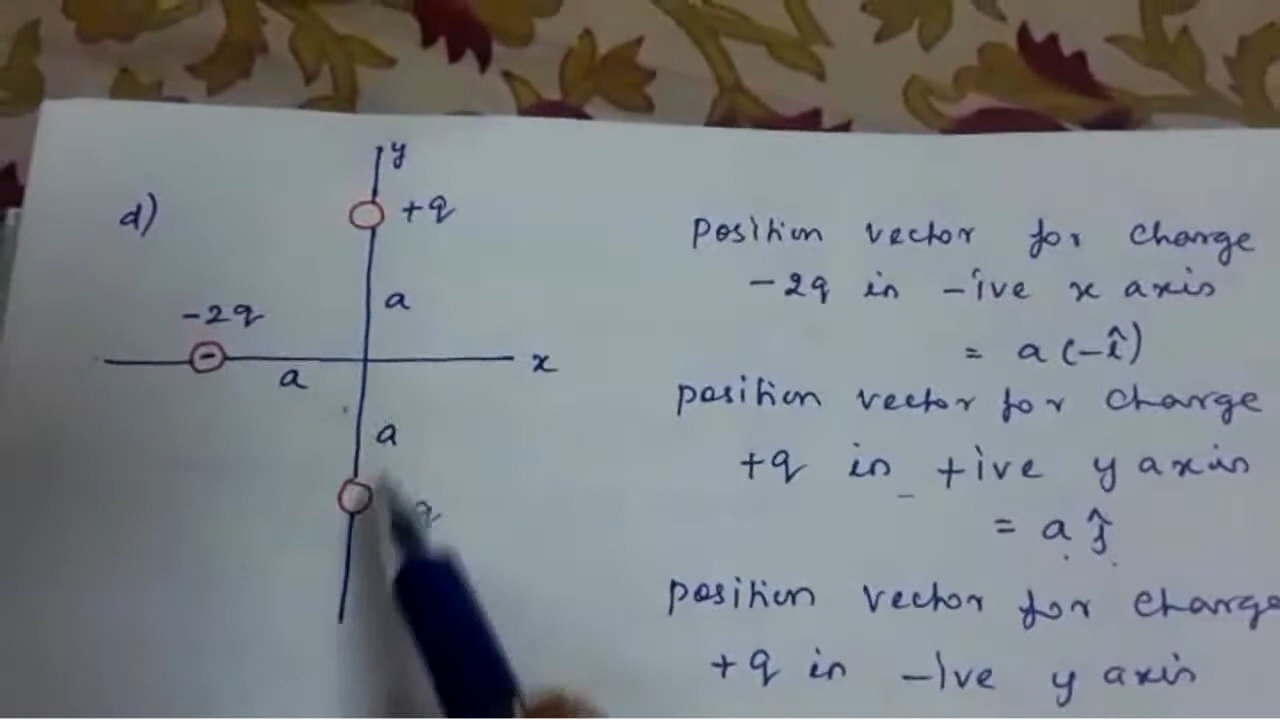 d)
y
+q
a
-2q
x
a
a
q
position vector for charge
-2q in -ive x axis
= a (-î)
position vector for charge
+q in +ive y axis
= a ĵ
position vector for charge
+q in -ive y axis